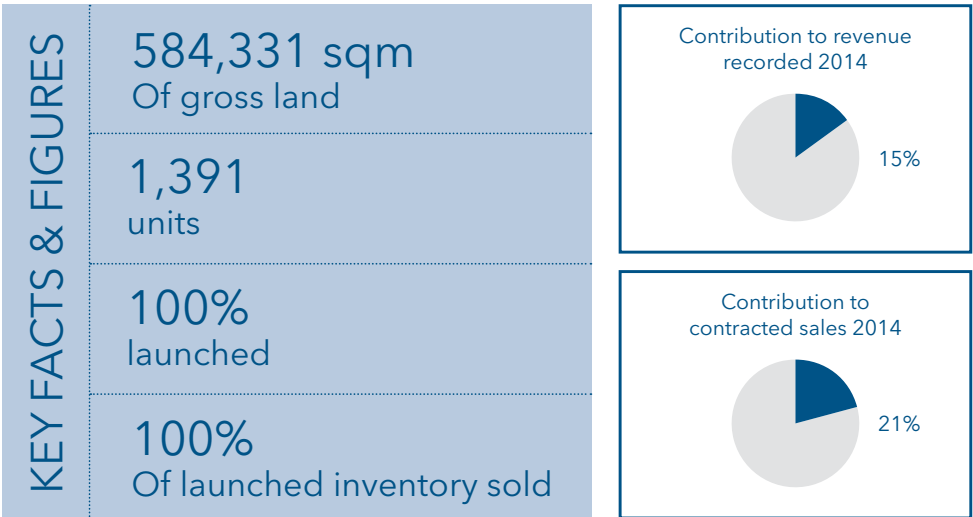 KEY FACTS & FIGURES
584,331 sqm
Of gross land
1,391
units
100%
launched
100%
Of launched inventory sold
Contribution to revenue
recorded 2014
15%
Contribution to
contracted sales 2014
21%